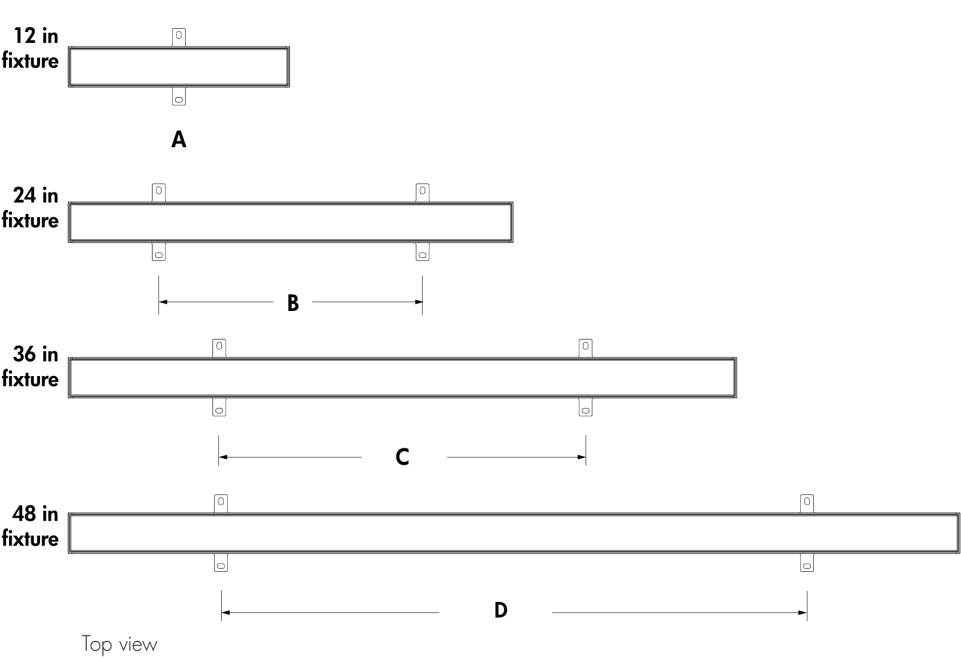 12 in
fixture
A
24 in
fixture
B
36 in
fixture
C
48 in
fixture
D
Top view